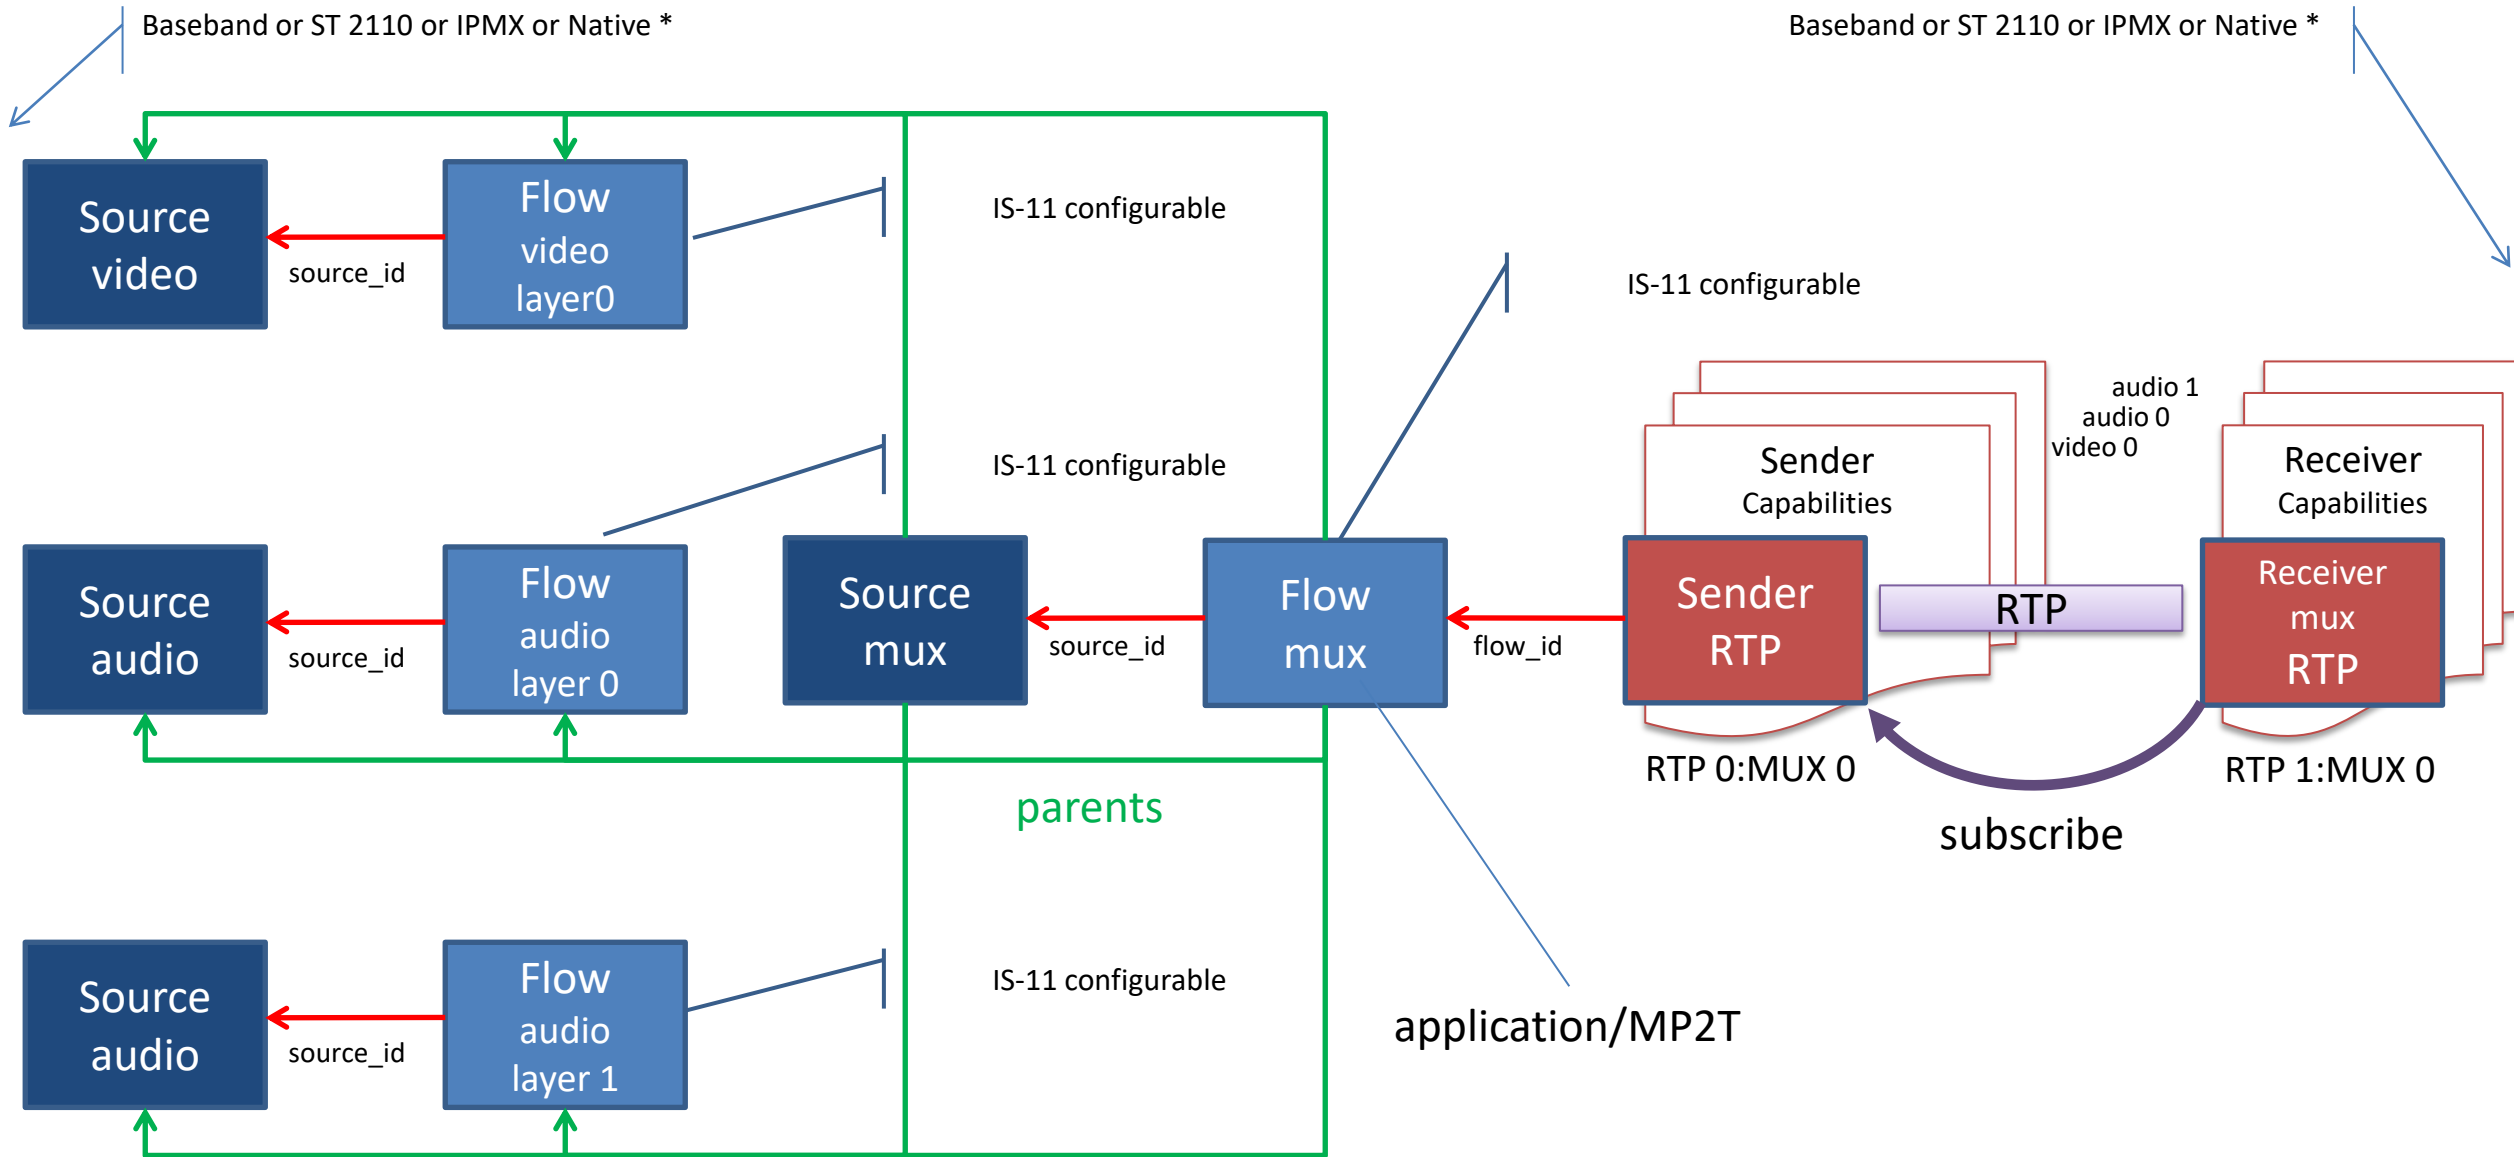 Baseband or ST 2110 or IPMX or Native *
Baseband or ST 2110 or IPMX or Native *
Source
video
source_id
Flow
video
layer0
IS-11 configurable
IS-11 configurable
IS-11 configurable
audio 1
audio 0
video 0
Sender
Capabilities
Receiver
Capabilities
Source
audio
source_id
Flow
audio
layer 0
Source
mux
source_id
Flow
mux
flow_id
Sender
RTP
RTP
Receiver
mux
RTP
RTP 0:MUX 0
RTP 1:MUX 0
parents
subscribe
Source
audio
source_id
Flow
audio
layer 1
IS-11 configurable
application/MP2T